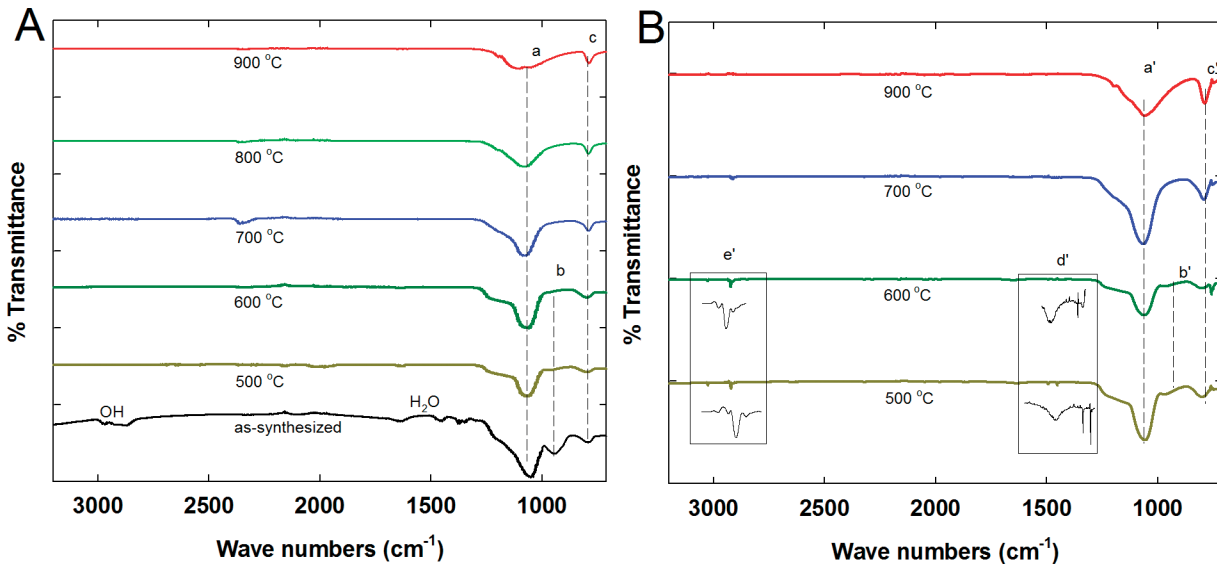 A
a
c
900 °C
800 °C
700 °C
b
600 °C
500 °C
OH
H2O
as-synthesized
% Transmittance
3000
2500
2000
1500
1000
Wave numbers (cm-1)
B
a'
c'
900 °C
700 °C
e'
d'
b'
600 °C
500 °C
% Transmittance
3000
2500
2000
1500
1000
Wave numbers (cm-1)